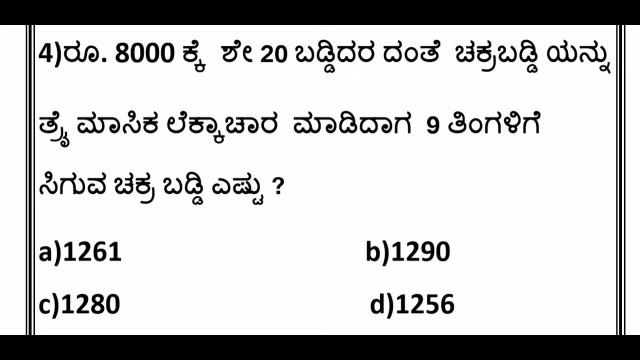 4)ರೂ. 8000 ಕ್ಕೆ ಶೇ 20 ಬಡ್ಡಿದರ ದಂತೆ ಚಕ್ರಬಡ್ಡಿ ಯನ್ನು
ತ್ರೈ ಮಾಸಿಕ ಲೆಕ್ಕಾಚಾರ ಮಾಡಿದಾಗ 9 ತಿಂಗಳಿಗೆ
ಸಿಗುವ ಚಕ್ರ ಬಡ್ಡಿ ಎಷ್ಟು ?
a)1261 b)1290
c)1280 d)1256